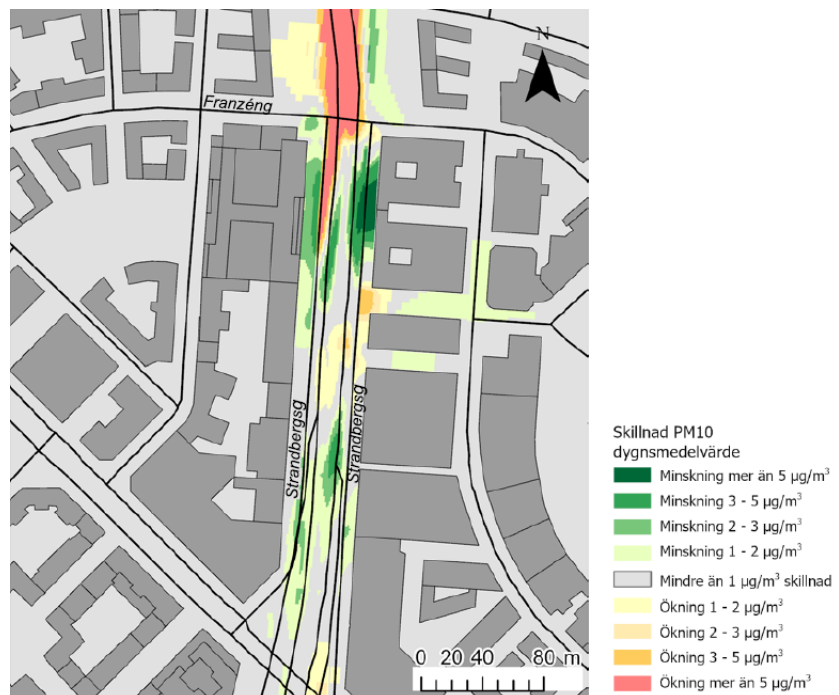 N
Franzéng
Strandbergsg
Strandbergsg
0 20 40 80 m
Skillnad PM10
dygnsmedelvärde
Minskning mer än 5 µg/m³
Minskning 3 - 5 µg/m³
Minskning 2 - 3 µg/m³
Minskning 1 - 2 µg/m³
Mindre än 1 µg/m³ skillnad
Ökning 1 - 2 µg/m³
Ökning 2 - 3 µg/m³
Ökning 3 - 5 µg/m³
Ökning mer än 5 µg/m³